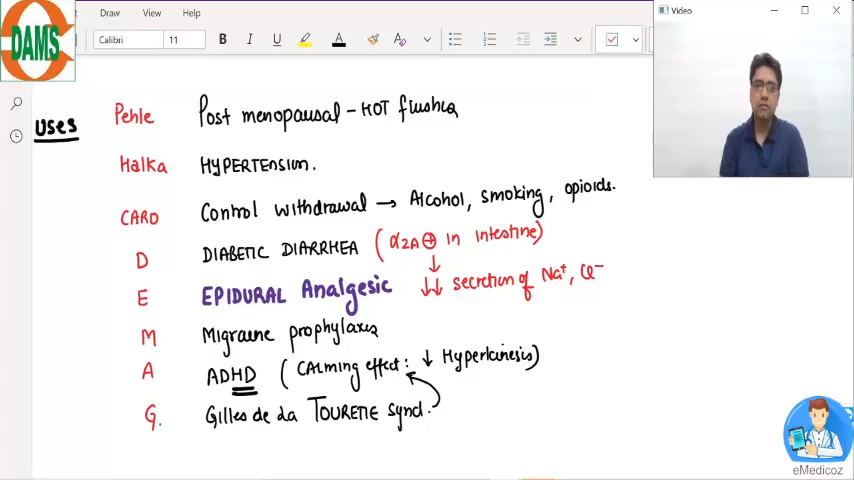 DAMS
Draw View Help
Calibri 11 B I U A A
Video
uses
Pehle Post menopausal - HOT flushes
Halka HYPERTENSION.
CARO Control withdrawal → Alcohol, smoking, opioids.
D DIABETIC DIARRHEA (α2A ⊕ in intestine)
↓
E EPIDURAL Analgesic ↓↓ secretion of Na⁺, Cl⁻
M Migraine prophylaxis
A ADHD (CALming effect: ↓ Hyperkinesis)
G. Gilles de la TOURETTE Synd.
eMedicoz